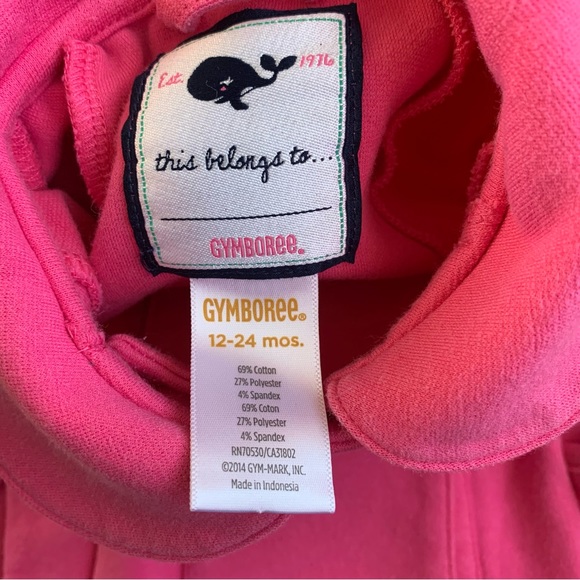 Est. 1976
this belongs to...
GYMBOREE.
GYMBOREE®
12-24 mos.
69% Cotton
27% Polyester
4% Spandex
69% Coton
27% Polyester
4% Spandex
RN70530/CA31802
©2014 GYM-MARK, INC.
Made in Indonesia